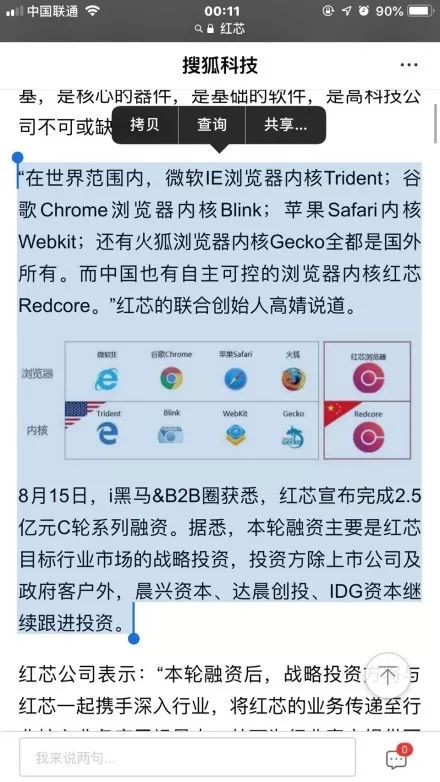 中国联通 00:11 90%
红芯
搜狐科技
基，是核心的器件，是基础的软件，是高科技公
司不可或缺
拷贝 查询 共享...
“在世界范围内，微软IE浏览器内核Trident；谷
歌Chrome浏览器内核Blink；苹果Safari内核
Webkit；还有火狐浏览器内核Gecko全都是国外
所有。而中国也有自主可控的浏览器内核红芯
Redcore。”红芯的联合创始人高婧说道。
微软IE 谷歌Chrome 苹果Safari 火狐 红芯浏览器
浏览器
Trident Blink WebKit Gecko Redcore
内核
8月15日，i黑马&B2B圈获悉，红芯宣布完成2.5
亿元C轮系列融资。据悉，本轮融资主要是红芯
目标行业市场的战略投资，投资方除上市公司及
政府客户外，晨兴资本、达晨创投、IDG资本继
续跟进投资。
红芯公司表示：“本轮融资后，战略投资方将与
红芯一起携手深入行业，将红芯的业务传递至行
我来说两句...
0